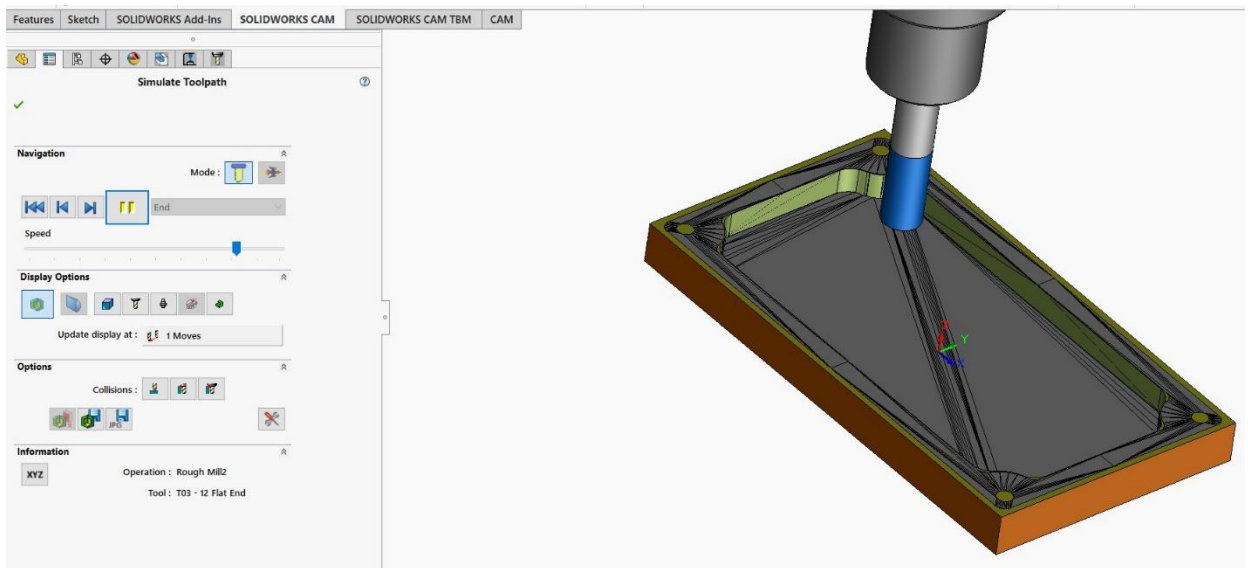 Features Sketch SOLIDWORKS Add-Ins SOLIDWORKS CAM SOLIDWORKS CAM TBM CAM
Simulate Toolpath
Navigation
Mode :
End
Speed
Display Options
Update display at : 1 Moves
Options
Collisions :
JPG
Information
XYZ Operation : Rough Mill2
Tool : T03 - 12 Flat End
Z
Y
X